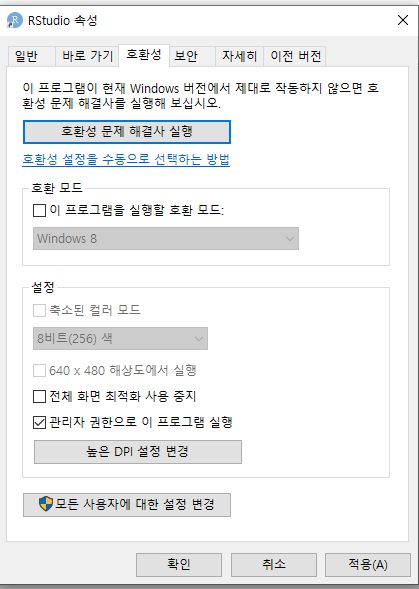 RStudio 속성
일반
바로 가기
호환성
보안
자세히
이전 버전
이 프로그램이 현재 Windows 버전에서 제대로 작동하지 않으면 호
환성 문제 해결사를 실행해 보십시오.
호환성 문제 해결사 실행
호환성 설정을 수동으로 선택하는 방법
호환 모드
이 프로그램을 실행할 호환 모드:
Windows 8
설정
축소된 컬러 모드
8비트(256) 색
640 x 480 해상도에서 실행
전체 화면 최적화 사용 중지
관리자 권한으로 이 프로그램 실행
높은 DPI 설정 변경
모든 사용자에 대한 설정 변경
확인
취소
적용(A)